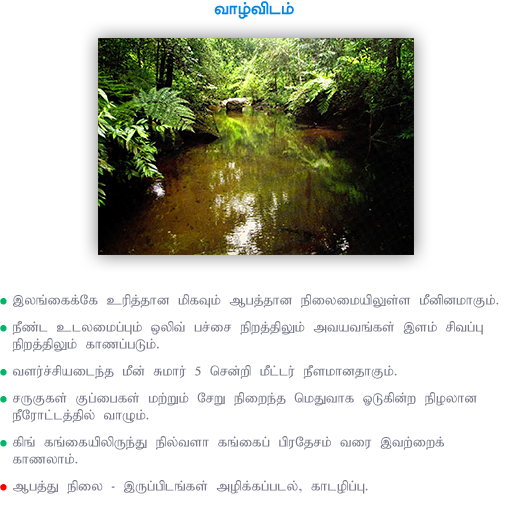 வாழ்விடம்
இலங்கைக்கே உரித்தான மிகவும் ஆபத்தான நிலைமையிலுள்ள மீனினமாகும்.
நீண்ட உடலமைப்பும் ஒலிவ் பச்சை நிறத்திலும் அவயவங்கள் இளம் சிவப்பு
நிறத்திலும் காணப்படும்.
வளர்ச்சியடைந்த மீன் சுமார் 5 சென்றி மீட்டர் நீளமானதாகும்.
சருகுகள் குப்பைகள் மற்றும் சேறு நிறைந்த மெதுவாக ஓடுகின்ற நிழலான
நீரோட்டத்தில் வாழும்.
கிங் கங்கையிலிருந்து நில்வளா கங்கைப் பிரதேசம் வரை இவற்றைக்
காணலாம்.
ஆபத்து நிலை - இருப்பிடங்கள் அழிக்கப்படல், காடழிப்பு.